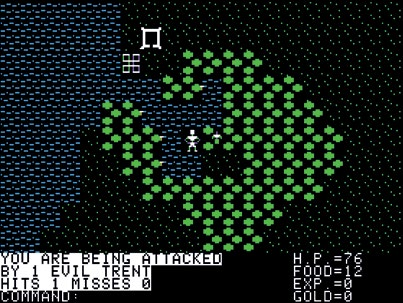 YOU ARE BEING ATTACKED
BY 1 EVIL TRENT
HITS 1 MISSES 0
COMMAND:
H.P.=76
FOOD=12
EXP.=0
GOLD=0